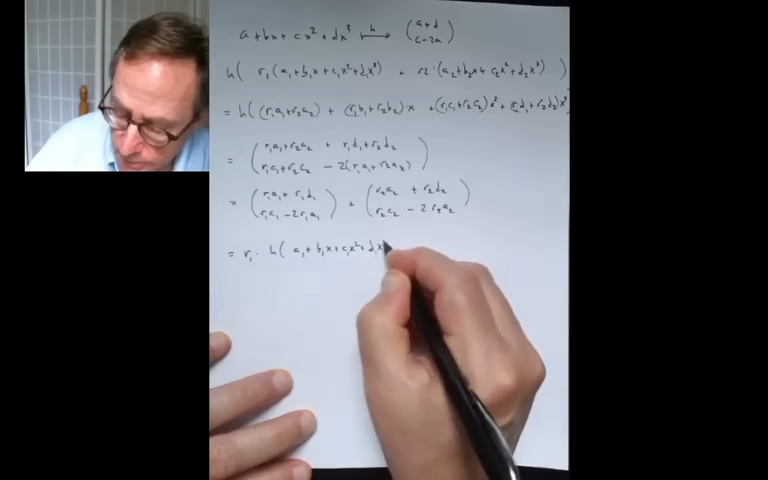 a + bx + cx² + dx³ ⟼ʰ ( a+d ; c−2a )
h( r₁(a₁+b₁x+c₁x²+d₁x³) + r₂·(a₂+b₂x+c₂x²+d₂x³) )
= h( (r₁a₁+r₂a₂) + (r₁b₁+r₂b₂)·x + (r₁c₁+r₂c₂)x² + (r₁d₁+r₂d₂)x³
= ( r₁a₁+r₂a₂ + r₁d₁+r₂d₂ ; r₁c₁+r₂c₂ − 2(r₁a₁+r₂a₂) )
= ( r₁a₁ + r₁d₁ ; r₁c₁ − 2r₁a₁ ) + ( r₂a₂ + r₂d₂ ; r₂c₂ − 2r₂a₂ )
= r₁· h( a₁ + b₁x + c₁x² + d₁x